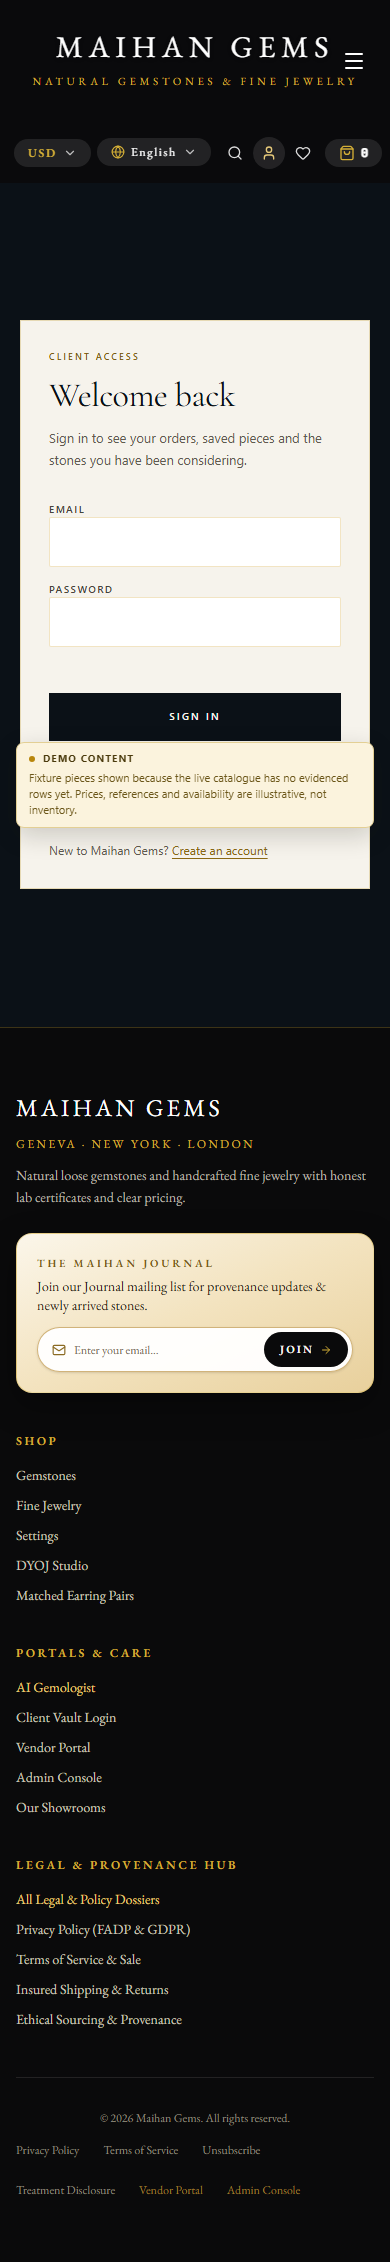 MAIHAN GEMS
NATURAL GEMSTONES & FINE JEWELRY
USD
English
CLIENT ACCESS
Welcome back
Sign in to see your orders, saved pieces and the
stones you have been considering.
EMAIL
PASSWORD
SIGN IN
DEMO CONTENT
Fixture pieces shown because the live catalogue has no evidenced
rows yet. Prices, references and availability are illustrative, not
inventory.
New to Maihan Gems? Create an account
MAIHAN GEMS
GENEVA · NEW YORK · LONDON
Natural loose gemstones and handcrafted fine jewelry with honest
lab certificates and clear pricing.
THE MAIHAN JOURNAL
Join our Journal mailing list for provenance updates &
newly arrived stones.
Enter your email...
JOIN
SHOP
Gemstones
Fine Jewelry
Settings
DYOJ Studio
Matched Earring Pairs
PORTALS & CARE
AI Gemologist
Client Vault Login
Vendor Portal
Admin Console
Our Showrooms
LEGAL & PROVENANCE HUB
All Legal & Policy Dossiers
Privacy Policy (FADP & GDPR)
Terms of Service & Sale
Insured Shipping & Returns
Ethical Sourcing & Provenance
© 2026 Maihan Gems. All rights reserved.
Privacy Policy Terms of Service Unsubscribe
Treatment Disclosure Vendor Portal Admin Console